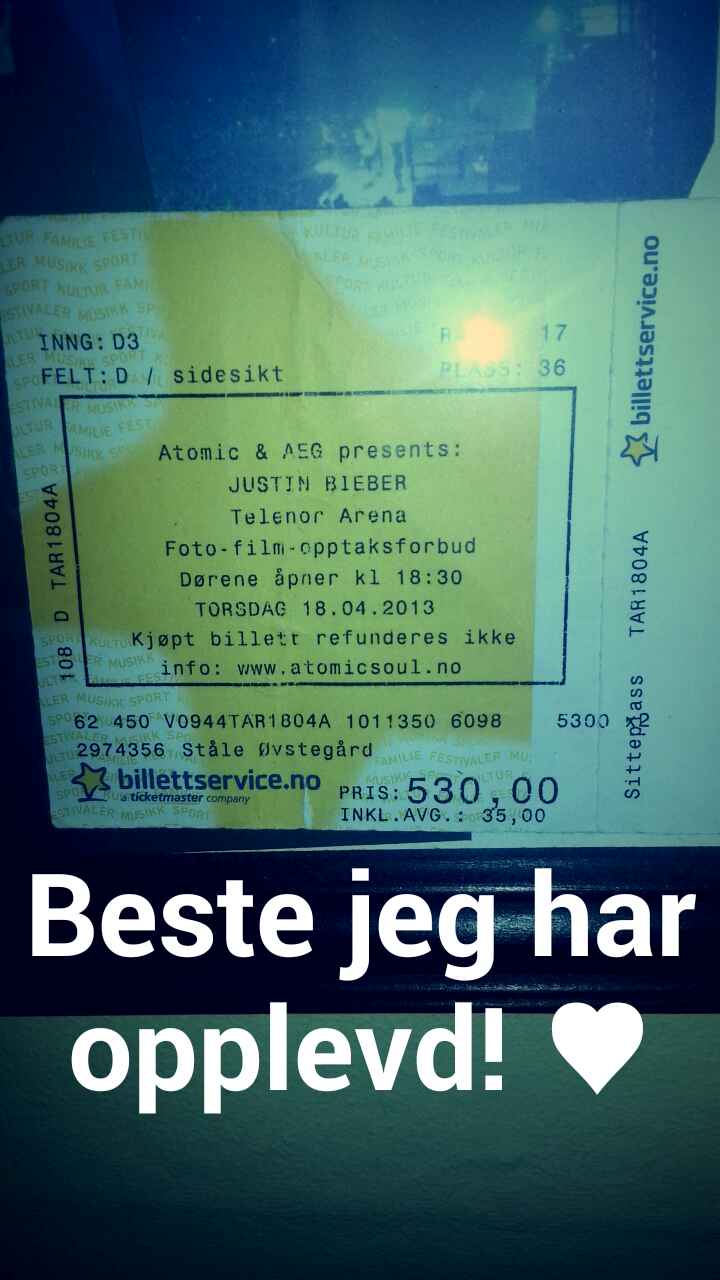 INNG: D3
17
FELT: D / sidesikt
PLASS: 36
Atomic & AEG presents:
JUSTIN BIEBER
Telenor Arena
Foto-film-opptaksforbud
Dørene åpner kl 18:30
TORSDAG 18.04.2013
Kjøpt billett refunderes ikke
info: www.atomicsoul.no
108 D TAR1804A
62 450 V0944TAR1804A 1011350 6098 5300
2974356 Ståle Øvstegård
billettservice.no
a ticketmaster company
PRIS: 530,00
INKL.AVG.: 35,00
billettservice.no
TAR1804A
Sitteplass
Beste jeg har
opplevd! ♥